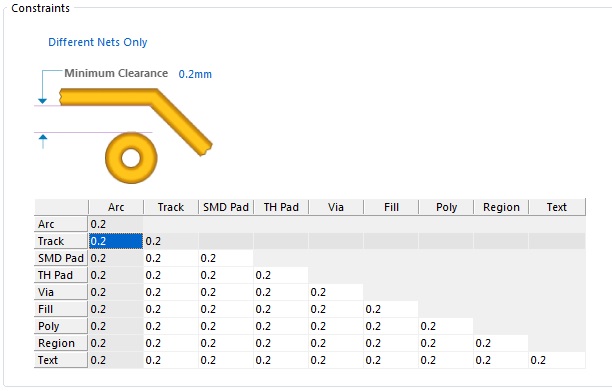 Constraints
Different Nets Only
Minimum Clearance 0.2mm
Arc Track SMD Pad TH Pad Via Fill Poly Region Text
Arc 0.2
Track 0.2 0.2
SMD Pad 0.2 0.2 0.2
TH Pad 0.2 0.2 0.2 0.2
Via 0.2 0.2 0.2 0.2 0.2
Fill 0.2 0.2 0.2 0.2 0.2 0.2
Poly 0.2 0.2 0.2 0.2 0.2 0.2 0.2
Region 0.2 0.2 0.2 0.2 0.2 0.2 0.2 0.2
Text 0.2 0.2 0.2 0.2 0.2 0.2 0.2 0.2 0.2